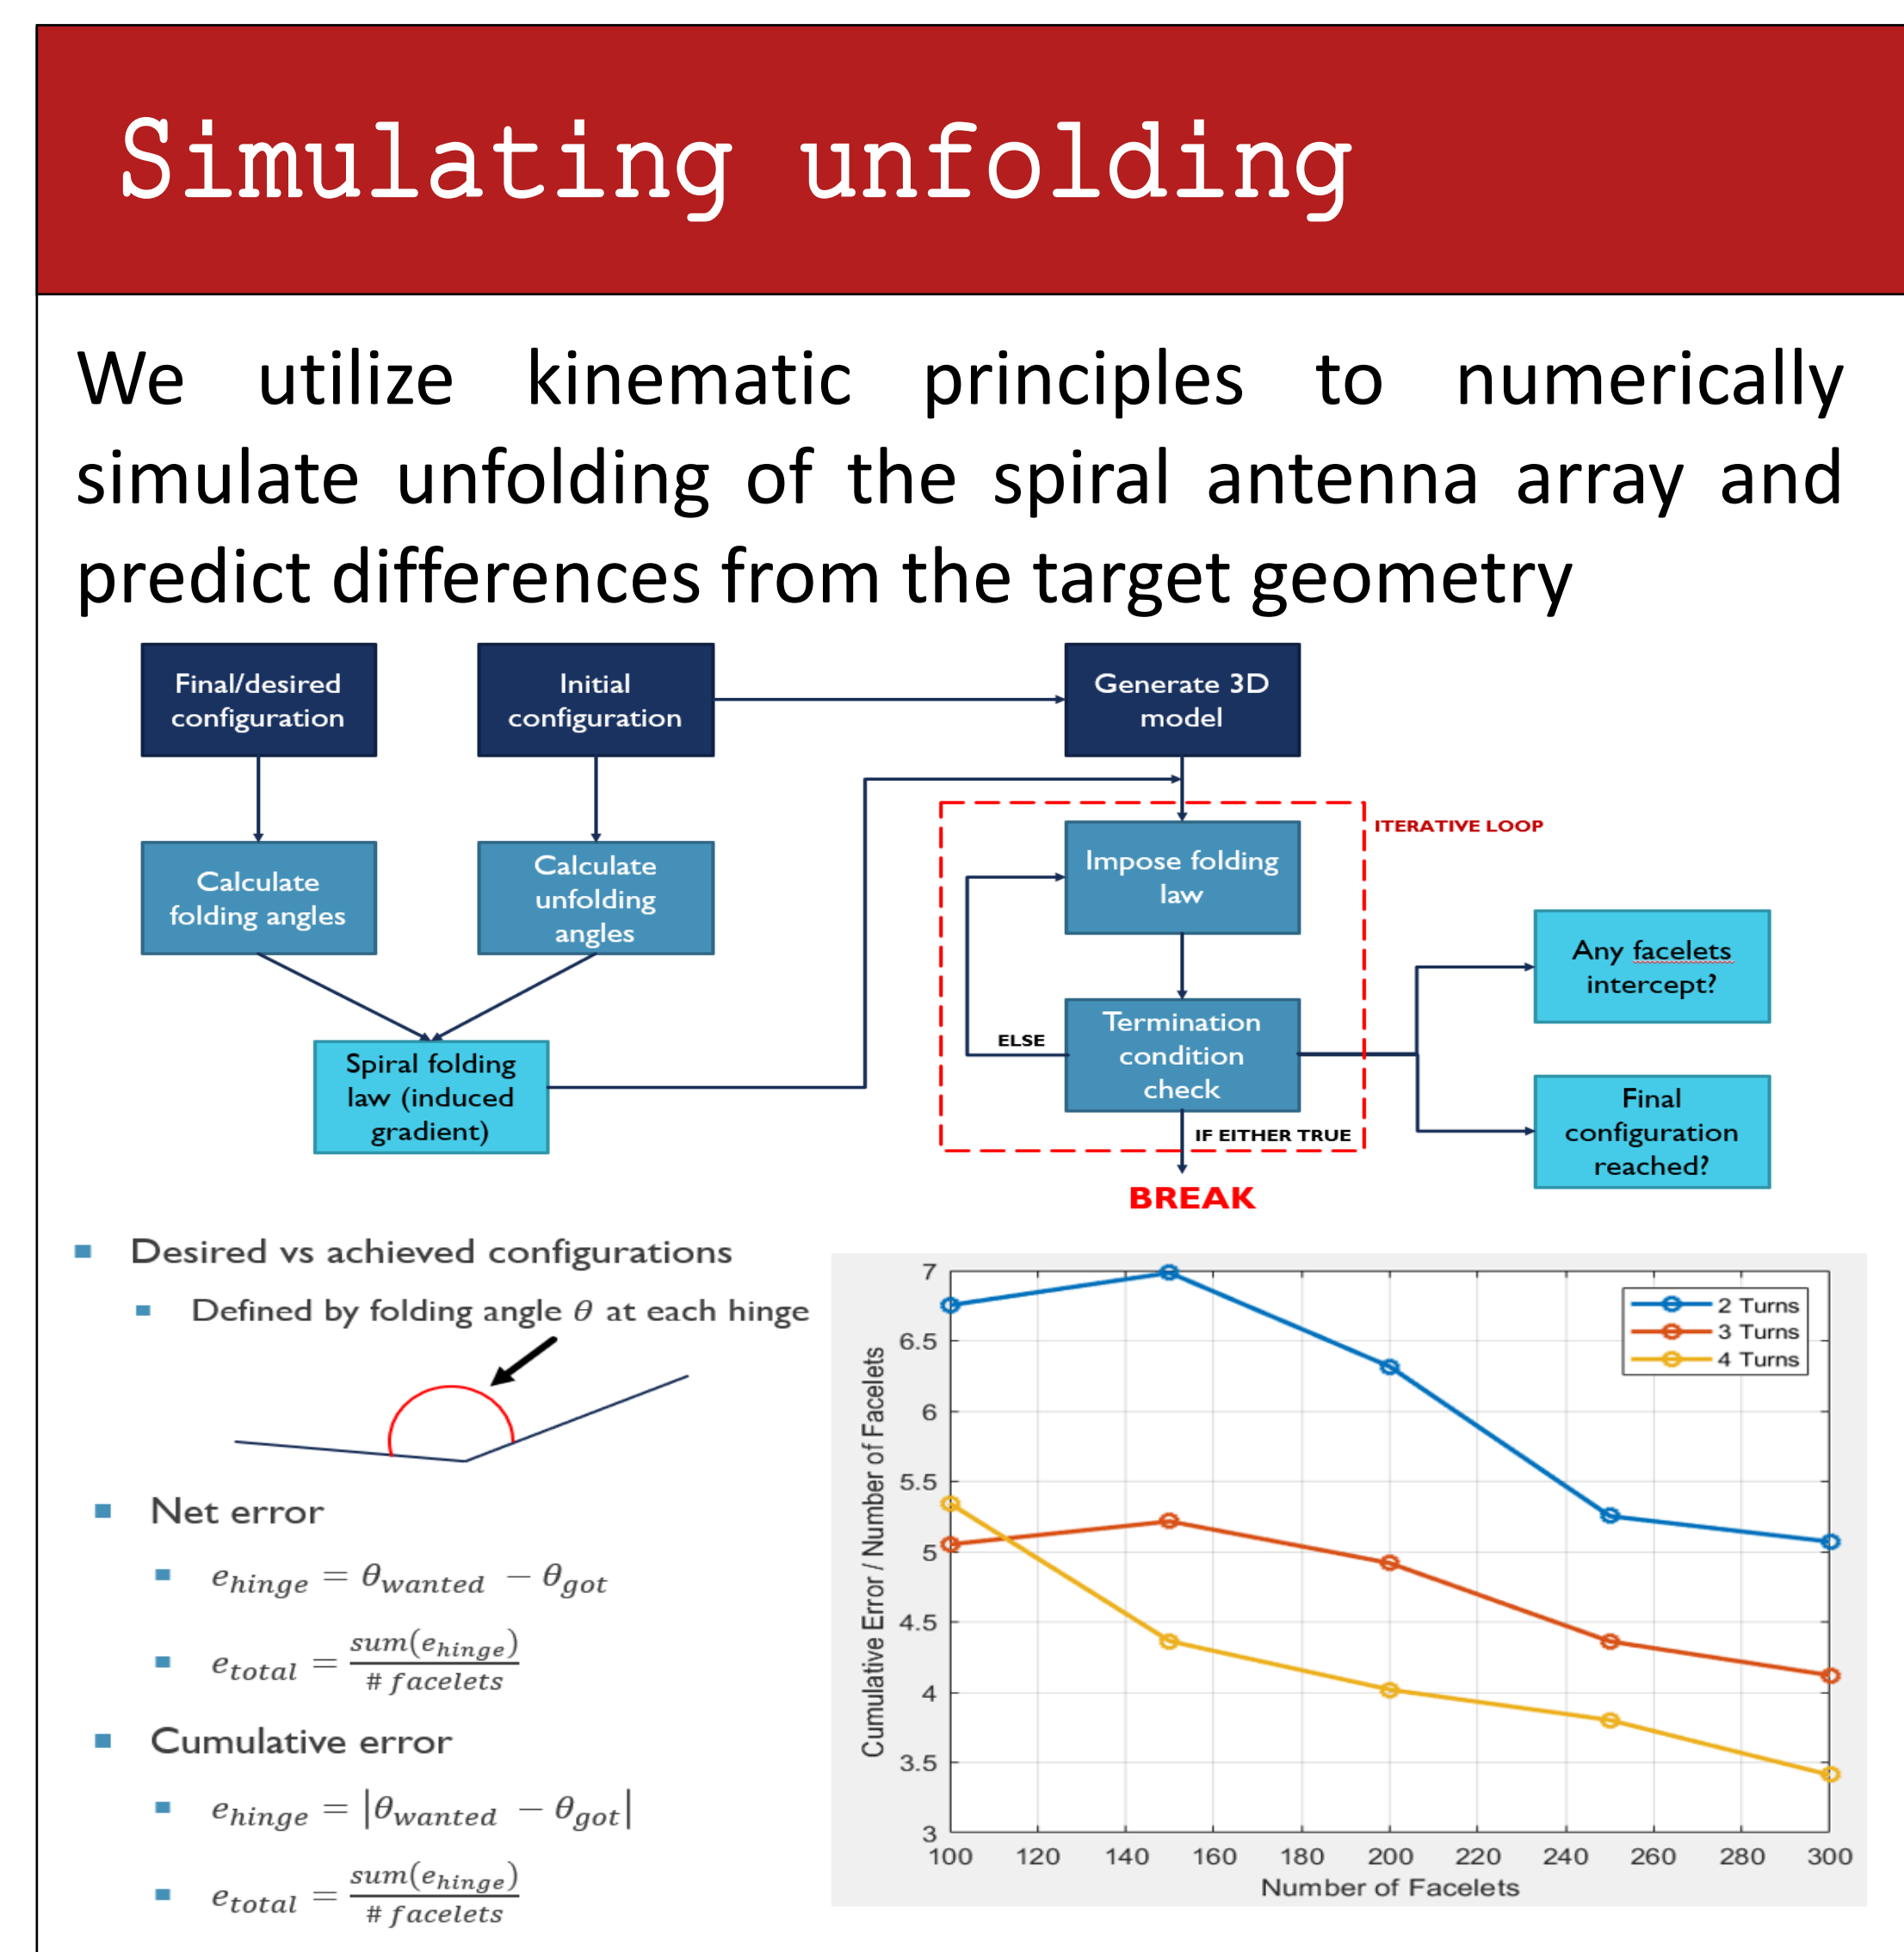 Simulating unfolding
We utilize kinematic principles to numerically
simulate unfolding of the spiral antenna array and
predict differences from the target geometry
Final/desired
configuration
Initial
configuration
Generate 3D
model
Calculate
folding angles
Calculate
unfolding
angles
Spiral folding
law (induced
gradient)
ITERATIVE LOOP
Impose folding
law
Termination
condition
check
ELSE
IF EITHER TRUE
BREAK
Any facelets
intercept?
Final
configuration
reached?
Desired vs achieved configurations
Defined by folding angle θ at each hinge
Net error
e_hinge = θ_wanted − θ_got
e_total = sum(e_hinge) / # facelets
Cumulative error
e_hinge = |θ_wanted − θ_got|
e_total = sum(e_hinge) / # facelets
Cumulative Error / Number of Facelets
7
6.5
6
5.5
5
4.5
4
3.5
3
2 Turns
3 Turns
4 Turns
100 120 140 160 180 200 220 240 260 280 300
Number of Facelets